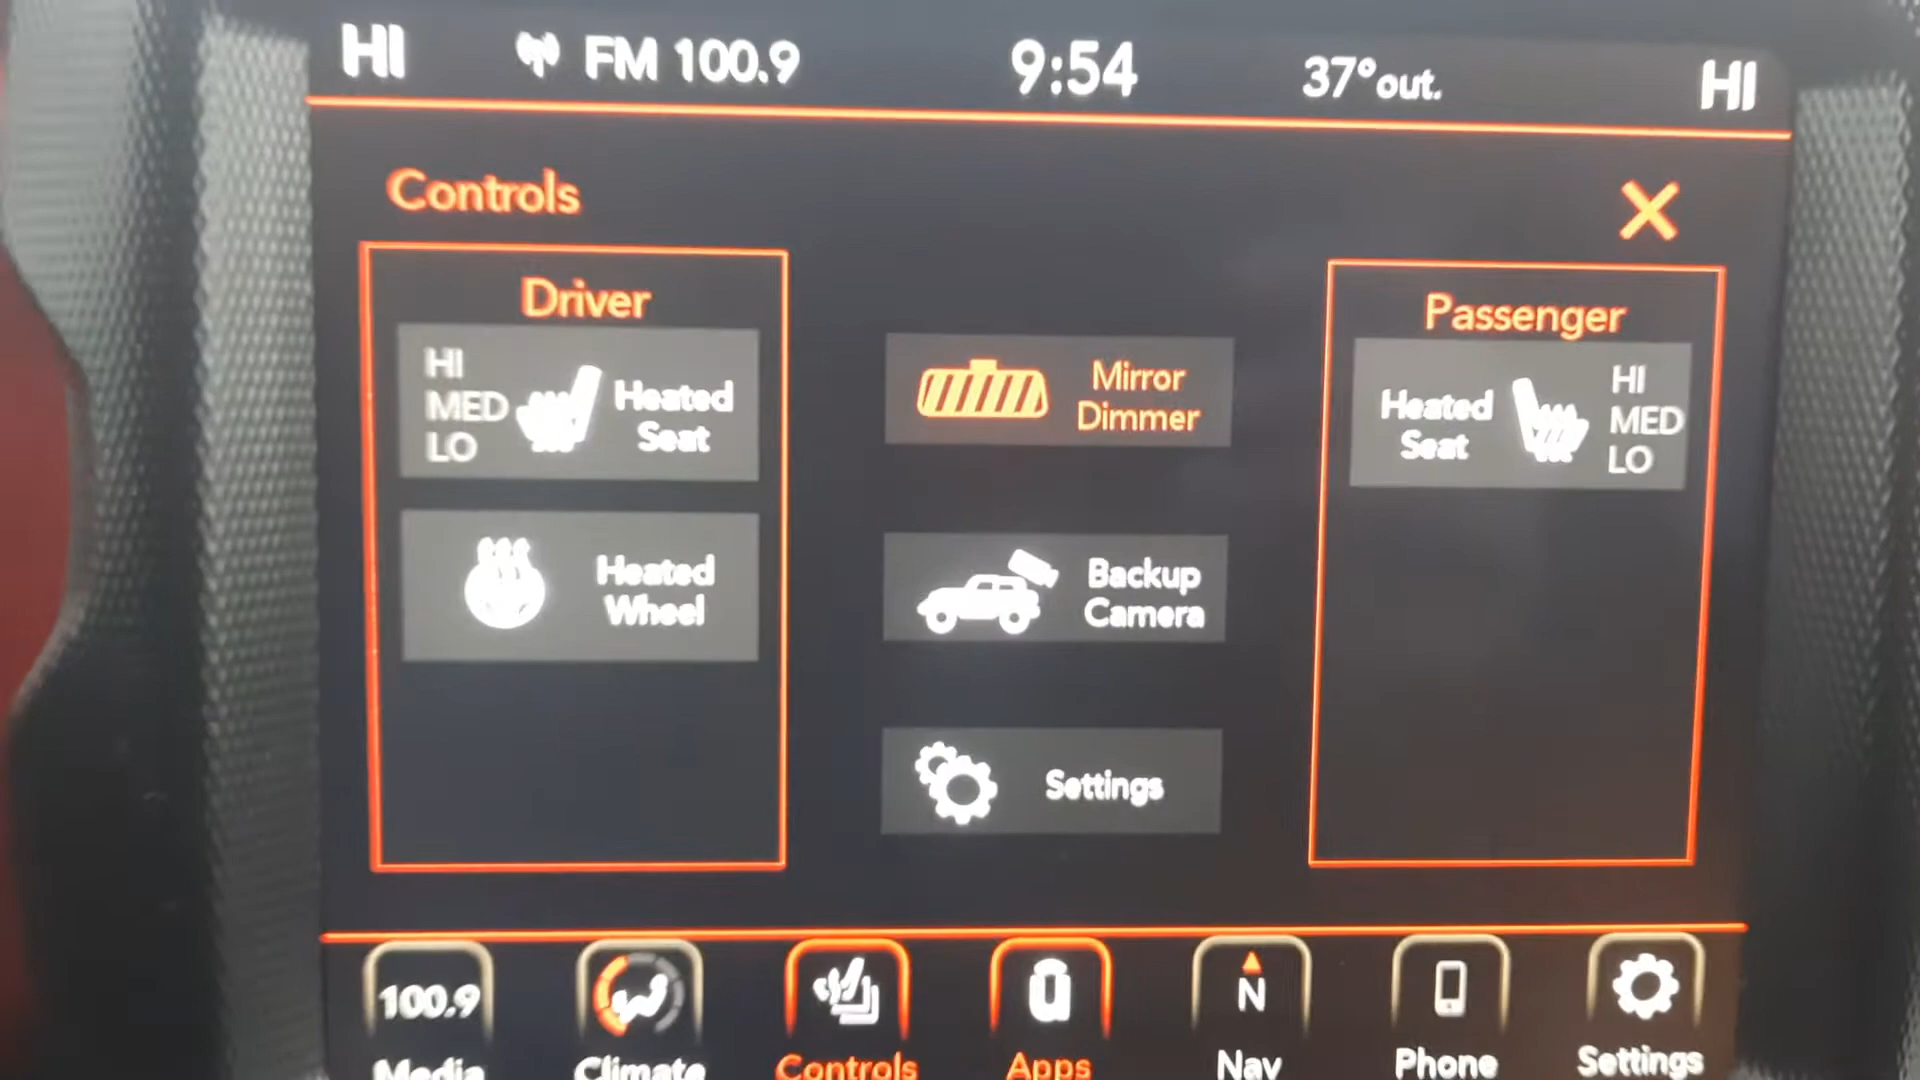 HI FM 100.9 9:54 37°out. HI
Controls
Driver
HI
MED
LO
Heated
Seat
Heated
Wheel
Mirror
Dimmer
Backup
Camera
Settings
Passenger
Heated
Seat
HI
MED
LO
100.9
N
Media Climate Controls Apps Nav Phone Settings